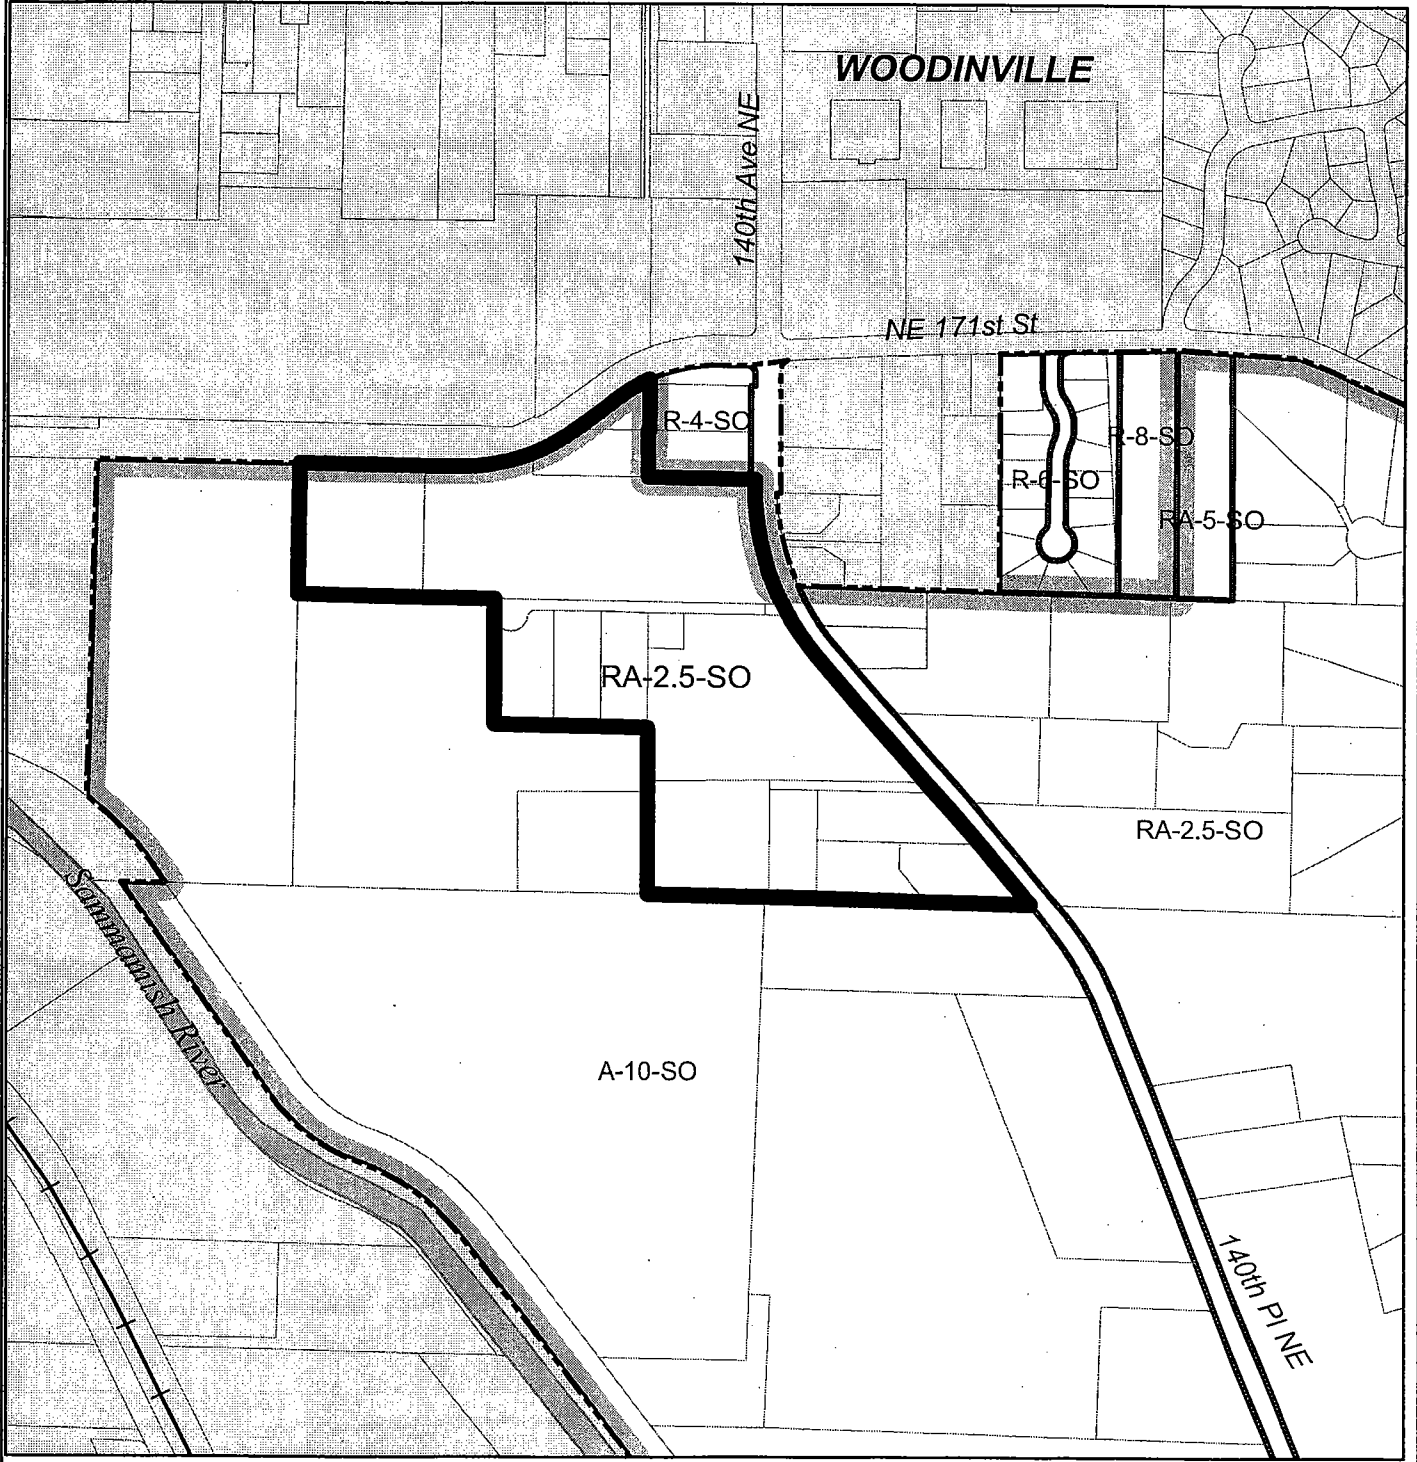 WOODINVILLE
140th Ave NE
NE 171st St
R-4-SO
R-8-SO
R-6-SO
RA-5-SO
RA-2.5-SO
RA-2.5-SO
Sammamish River
A-10-SO
140th Pl NE